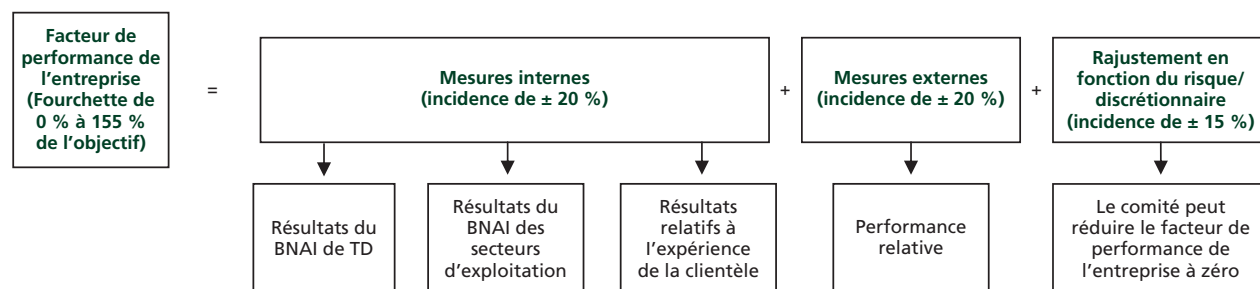 Facteur de
performance de
l'entreprise
(Fourchette de
0 % à 155 %
de l'objectif)
=
Mesures internes
(incidence de ± 20 %)
+
Mesures externes
(incidence de ± 20 %)
+
Rajustement en
fonction du risque/
discrétionnaire
(incidence de ± 15 %)
Résultats du
BNAI de TD
Résultats du
BNAI des
secteurs
d'exploitation
Résultats
relatifs à
l'expérience
de la clientèle
Performance
relative
Le comité peut
réduire le facteur de
performance de
l'entreprise à zéro